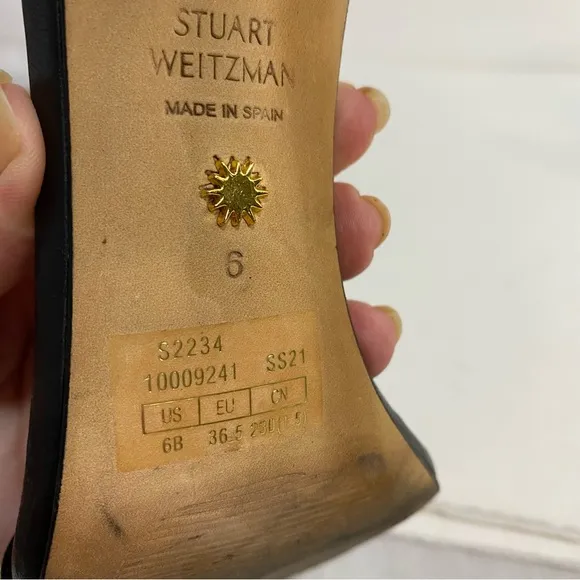 STUART
WEITZMAN
MADE IN SPAIN
6
S2234
10009241 SS21
US EU CN
6B 36.5